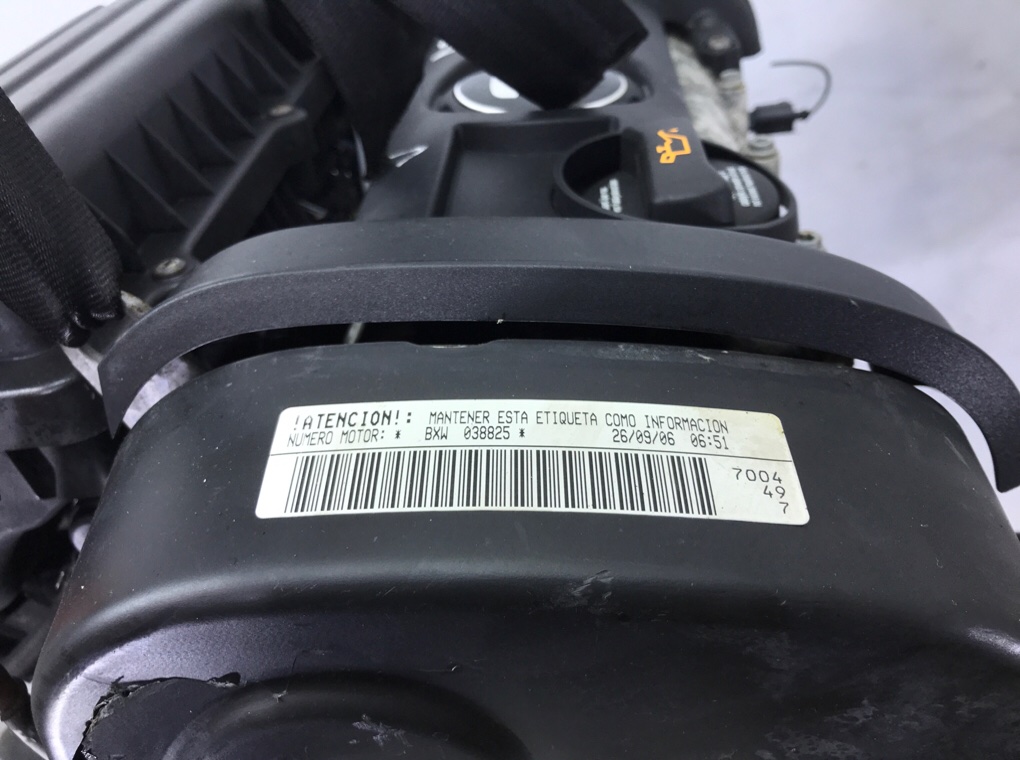 !ATENCION!: MANTENER ESTA ETIQUETA COMO INFORMACION
NUMERO MOTOR: * BXW 038825 * 26/09/06 06:51
7004
49
7